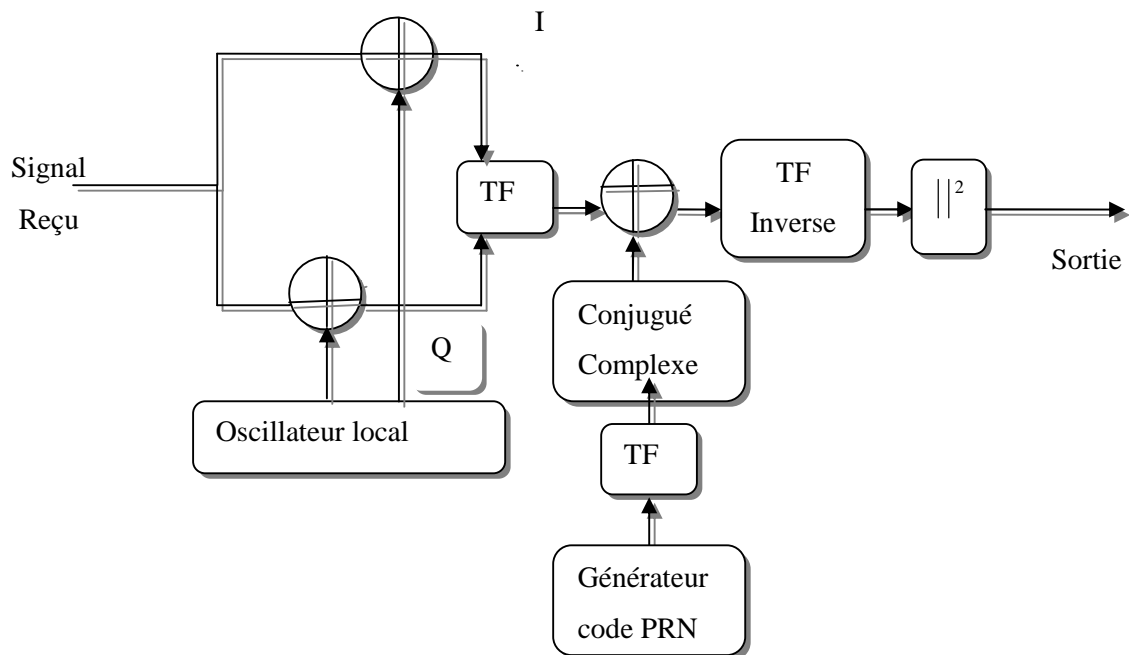 I
Signal
Reçu
TF
TF
Inverse
||²
Sortie
Conjugué
Complexe
Q
Oscillateur local
TF
Générateur
code PRN